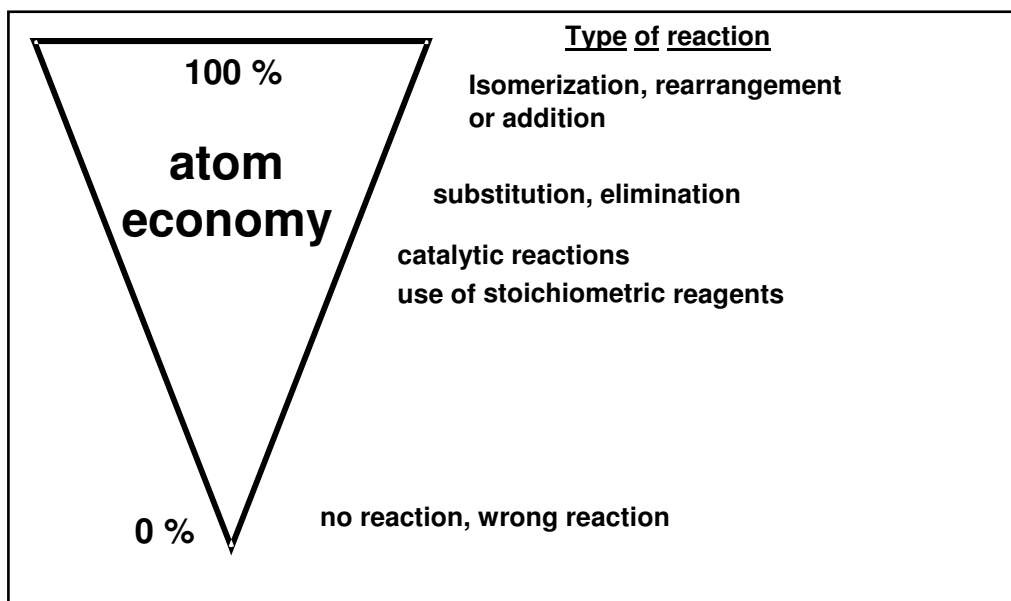 Type of reaction
100 %
Isomerization, rearrangement
or addition
atom
economy
substitution, elimination
catalytic reactions
use of stoichiometric reagents
0 %
no reaction, wrong reaction